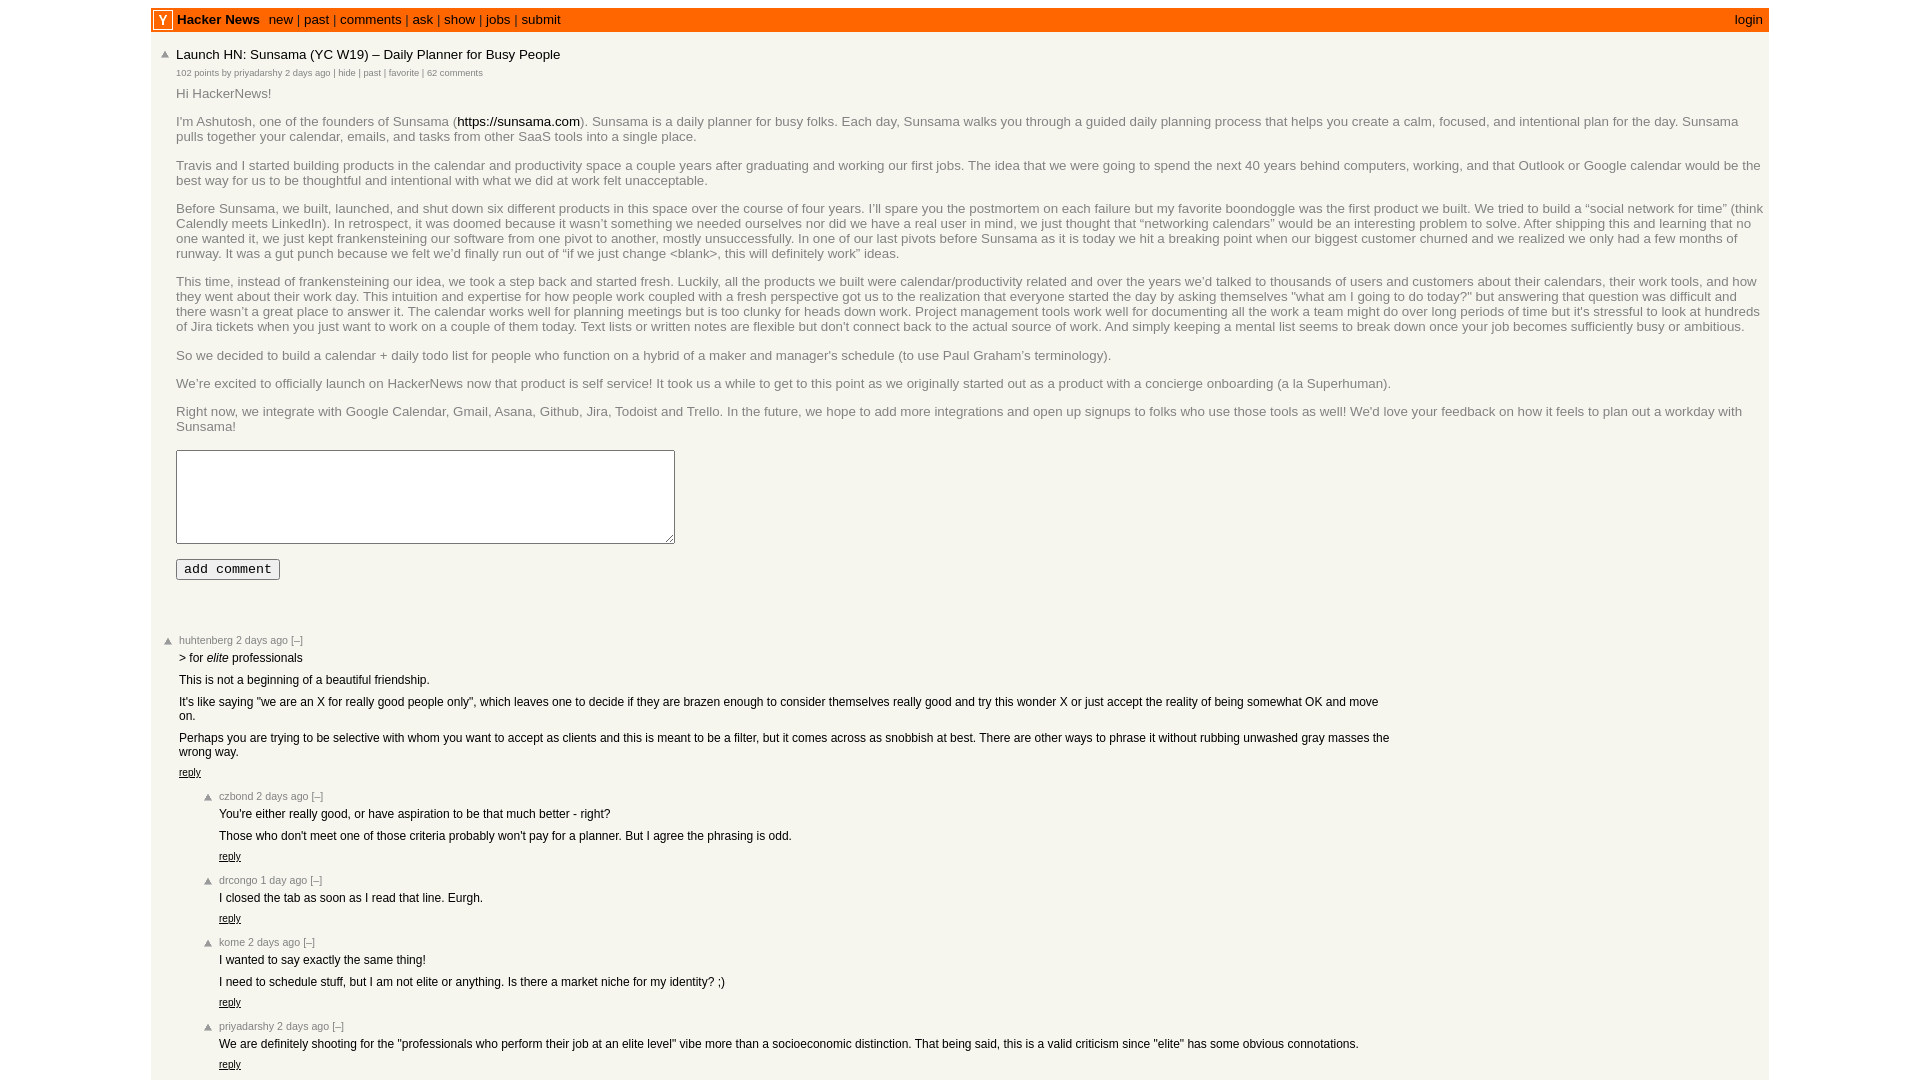 Y Hacker News new | past | comments | ask | show | jobs | submit login
Launch HN: Sunsama (YC W19) – Daily Planner for Busy People
102 points by priyadarshy 2 days ago | hide | past | favorite | 62 comments
Hi HackerNews!
I'm Ashutosh, one of the founders of Sunsama (https://sunsama.com). Sunsama is a daily planner for busy folks. Each day, Sunsama walks you through a guided daily planning process that helps you create a calm, focused, and intentional plan for the day. Sunsama
pulls together your calendar, emails, and tasks from other SaaS tools into a single place.
Travis and I started building products in the calendar and productivity space a couple years after graduating and working our first jobs. The idea that we were going to spend the next 40 years behind computers, working, and that Outlook or Google calendar would be the
best way for us to be thoughtful and intentional with what we did at work felt unacceptable.
Before Sunsama, we built, launched, and shut down six different products in this space over the course of four years. I’ll spare you the postmortem on each failure but my favorite boondoggle was the first product we built. We tried to build a “social network for time” (think
Calendly meets LinkedIn). In retrospect, it was doomed because it wasn’t something we needed ourselves nor did we have a real user in mind, we just thought that “networking calendars” would be an interesting problem to solve. After shipping this and learning that no
one wanted it, we just kept frankensteining our software from one pivot to another, mostly unsuccessfully. In one of our last pivots before Sunsama as it is today we hit a breaking point when our biggest customer churned and we realized we only had a few months of
runway. It was a gut punch because we felt we’d finally run out of “if we just change <blank>, this will definitely work” ideas.
This time, instead of frankensteining our idea, we took a step back and started fresh. Luckily, all the products we built were calendar/productivity related and over the years we’d talked to thousands of users and customers about their calendars, their work tools, and how
they went about their work day. This intuition and expertise for how people work coupled with a fresh perspective got us to the realization that everyone started the day by asking themselves "what am I going to do today?" but answering that question was difficult and
there wasn’t a great place to answer it. The calendar works well for planning meetings but is too clunky for heads down work. Project management tools work well for documenting all the work a team might do over long periods of time but it's stressful to look at hundreds
of Jira tickets when you just want to work on a couple of them today. Text lists or written notes are flexible but don't connect back to the actual source of work. And simply keeping a mental list seems to break down once your job becomes sufficiently busy or ambitious.
So we decided to build a calendar + daily todo list for people who function on a hybrid of a maker and manager's schedule (to use Paul Graham’s terminology).
We’re excited to officially launch on HackerNews now that product is self service! It took us a while to get to this point as we originally started out as a product with a concierge onboarding (a la Superhuman).
Right now, we integrate with Google Calendar, Gmail, Asana, Github, Jira, Todoist and Trello. In the future, we hope to add more integrations and open up signups to folks who use those tools as well! We'd love your feedback on how it feels to plan out a workday with
Sunsama!
add comment
huhtenberg 2 days ago [–]
> for elite professionals
This is not a beginning of a beautiful friendship.
It's like saying "we are an X for really good people only", which leaves one to decide if they are brazen enough to consider themselves really good and try this wonder X or just accept the reality of being somewhat OK and move
on.
Perhaps you are trying to be selective with whom you want to accept as clients and this is meant to be a filter, but it comes across as snobbish at best. There are other ways to phrase it without rubbing unwashed gray masses the
wrong way.
reply
czbond 2 days ago [–]
You're either really good, or have aspiration to be that much better - right?
Those who don't meet one of those criteria probably won't pay for a planner. But I agree the phrasing is odd.
reply
drcongo 1 day ago [–]
I closed the tab as soon as I read that line. Eurgh.
reply
kome 2 days ago [–]
I wanted to say exactly the same thing!
I need to schedule stuff, but I am not elite or anything. Is there a market niche for my identity? ;)
reply
priyadarshy 2 days ago [–]
We are definitely shooting for the "professionals who perform their job at an elite level" vibe more than a socioeconomic distinction. That being said, this is a valid criticism since "elite" has some obvious connotations.
reply